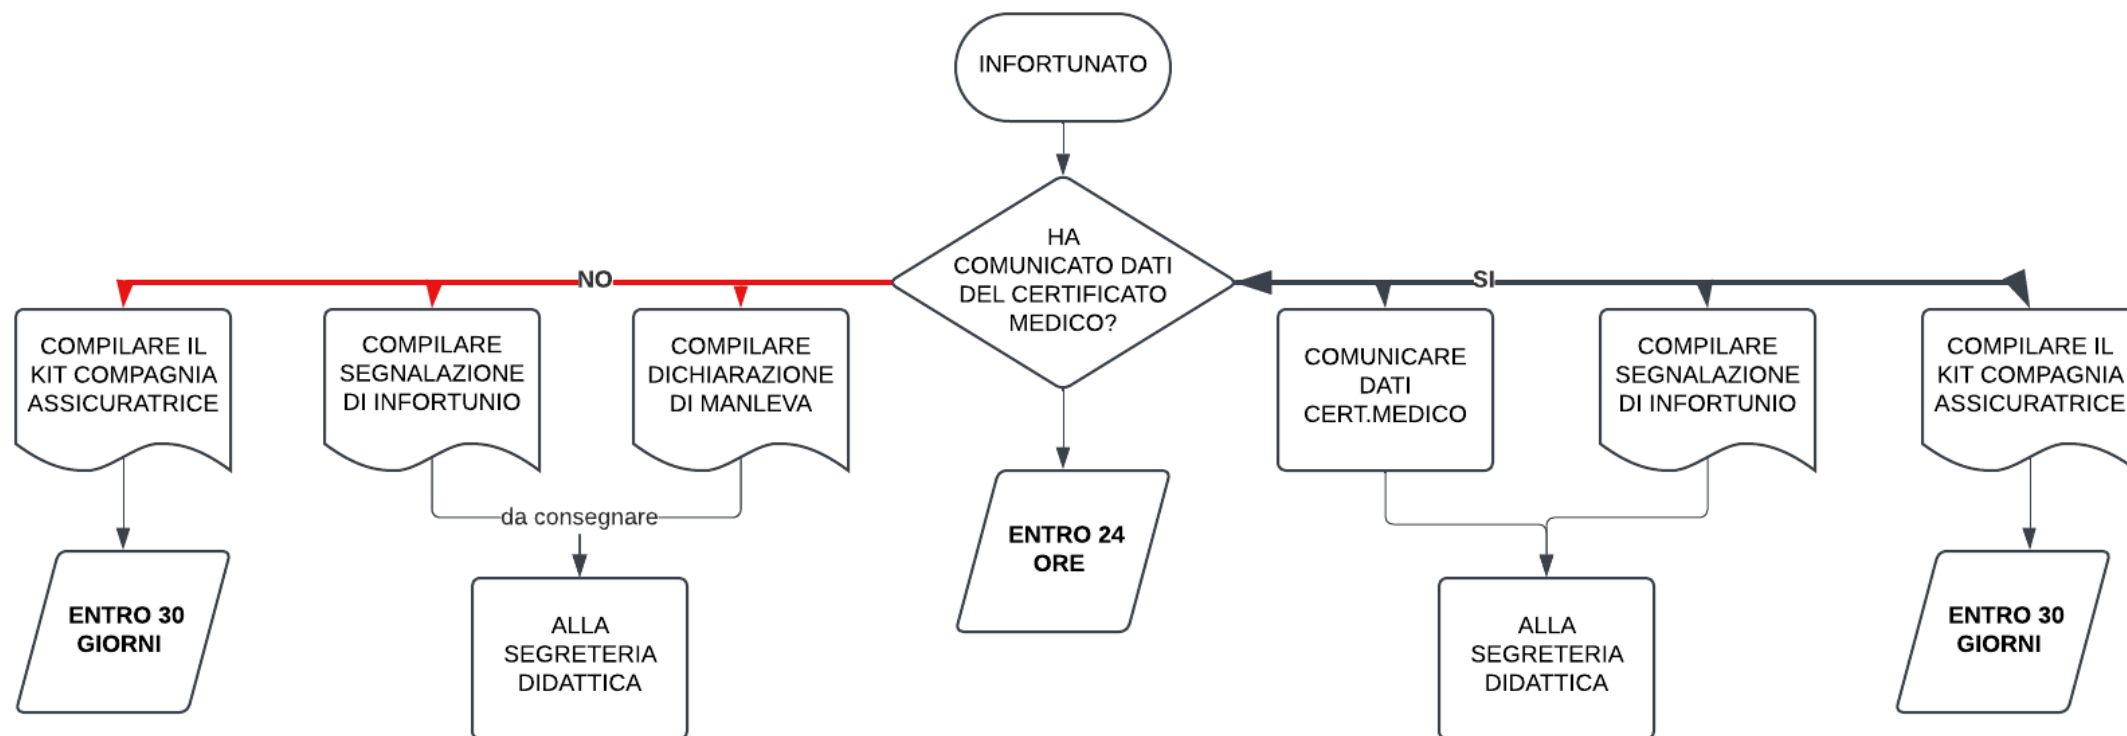 INFORTUNATO
HA
COMUNICATO DATI
DEL CERTIFICATO
MEDICO?
NO
SI
COMPILARE IL
KIT COMPAGNIA
ASSICURATRICE
COMPILARE
SEGNALAZIONE
DI INFORTUNIO
COMPILARE
DICHIARAZIONE
DI MANLEVA
COMUNICARE
DATI
CERT.MEDICO
COMPILARE
SEGNALAZIONE
DI INFORTUNIO
COMPILARE IL
KIT COMPAGNIA
ASSICURATRICE
da consegnare
ENTRO 24
ORE
ENTRO 30
GIORNI
ALLA
SEGRETERIA
DIDATTICA
ALLA
SEGRETERIA
DIDATTICA
ENTRO 30
GIORNI